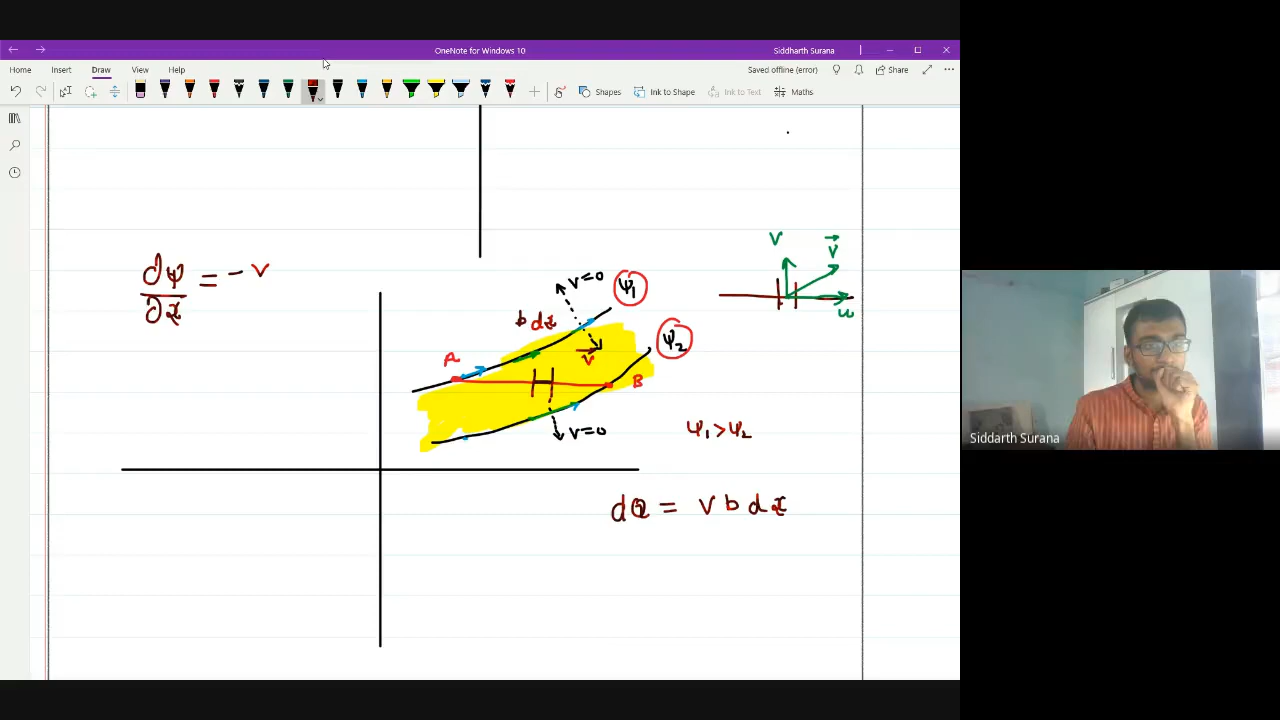 OneNote for Windows 10
Siddharth Surana
Home Insert Draw View Help
Saved offline (error)
Share
Shapes
Ink to Shape
Ink to Text
Maths
∂ψ/∂x = - v
V
V⃗
u
V=0
ψ₁
b dx
ψ₂
A
V⃗
B
V=0
ψ₁ > ψ₂
dQ = v b dx
Siddarth Surana